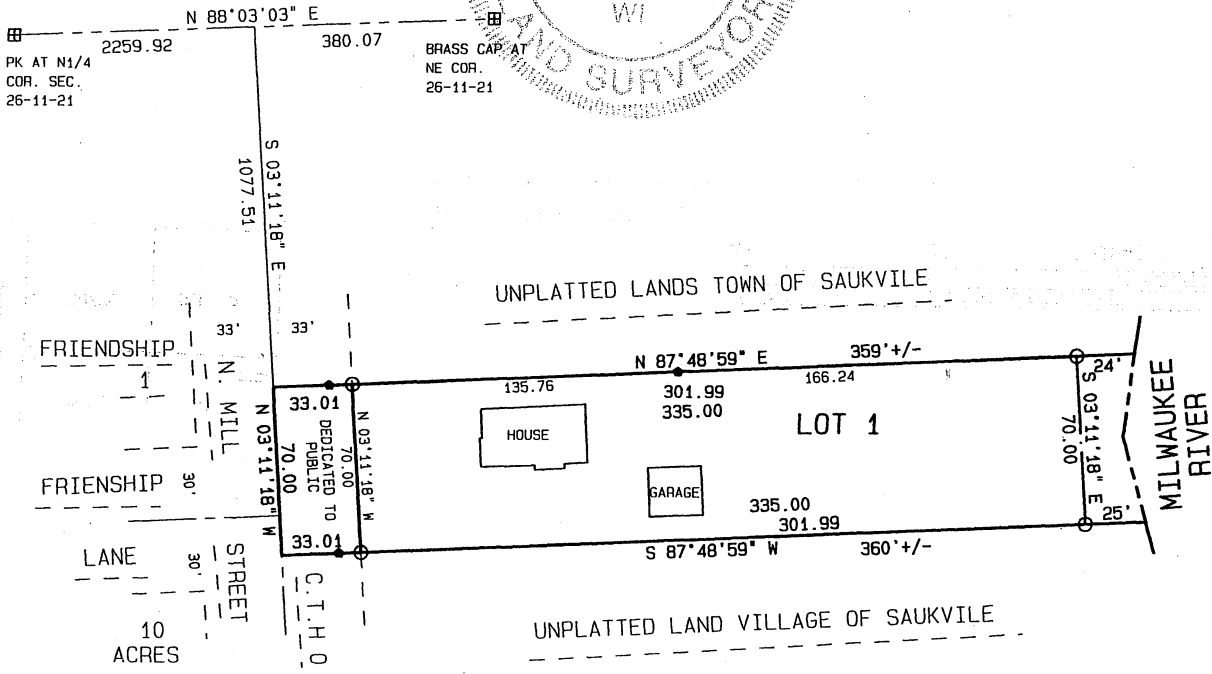 N 88°03'03" E
2259.92
380.07
PK AT N1/4
COR. SEC.
26-11-21
BRASS CAP AT
NE COR.
26-11-21
WI
AND SURVEYOR
S 03°11'18" E
1077.51
UNPLATTED LANDS TOWN OF SAUKVILE
33'
33'
FRIENDSHIP
1
N. MILL
STREET
N 87°48'59" E
359'+/-
135.76
301.99
335.00
166.24
24'
33.01
DEDICATED TO
PUBLIC
N 03°11'18" W
70.00
N 03°11'18" W
70.00
HOUSE
LOT 1
GARAGE
S 03°11'18" E
70.00
MILWAUKEE
RIVER
FRIENSHIP
30'
LANE
30'
10
ACRES
33.01
335.00
301.99
S 87°48'59" W
360'+/-
25'
C.T.H O
UNPLATTED LAND VILLAGE OF SAUKVILE